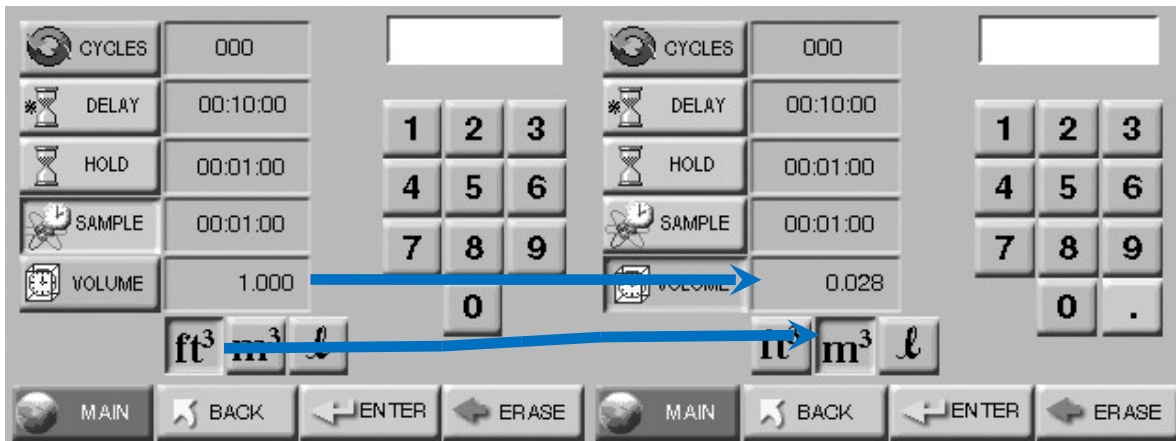 CYCLES 000
1 2 3
*DELAY 00:10:00
HOLD 00:01:00
4 5 6
SAMPLE 00:01:00
7 8 9
VOLUME 1.000
0
ft³ m³ ℓ
MAIN BACK ENTER ERASE
CYCLES 000
1 2 3
*DELAY 00:10:00
HOLD 00:01:00
4 5 6
SAMPLE 00:01:00
7 8 9
VOLUME 0.028
0 .
ft³ m³ ℓ
MAIN BACK ENTER ERASE